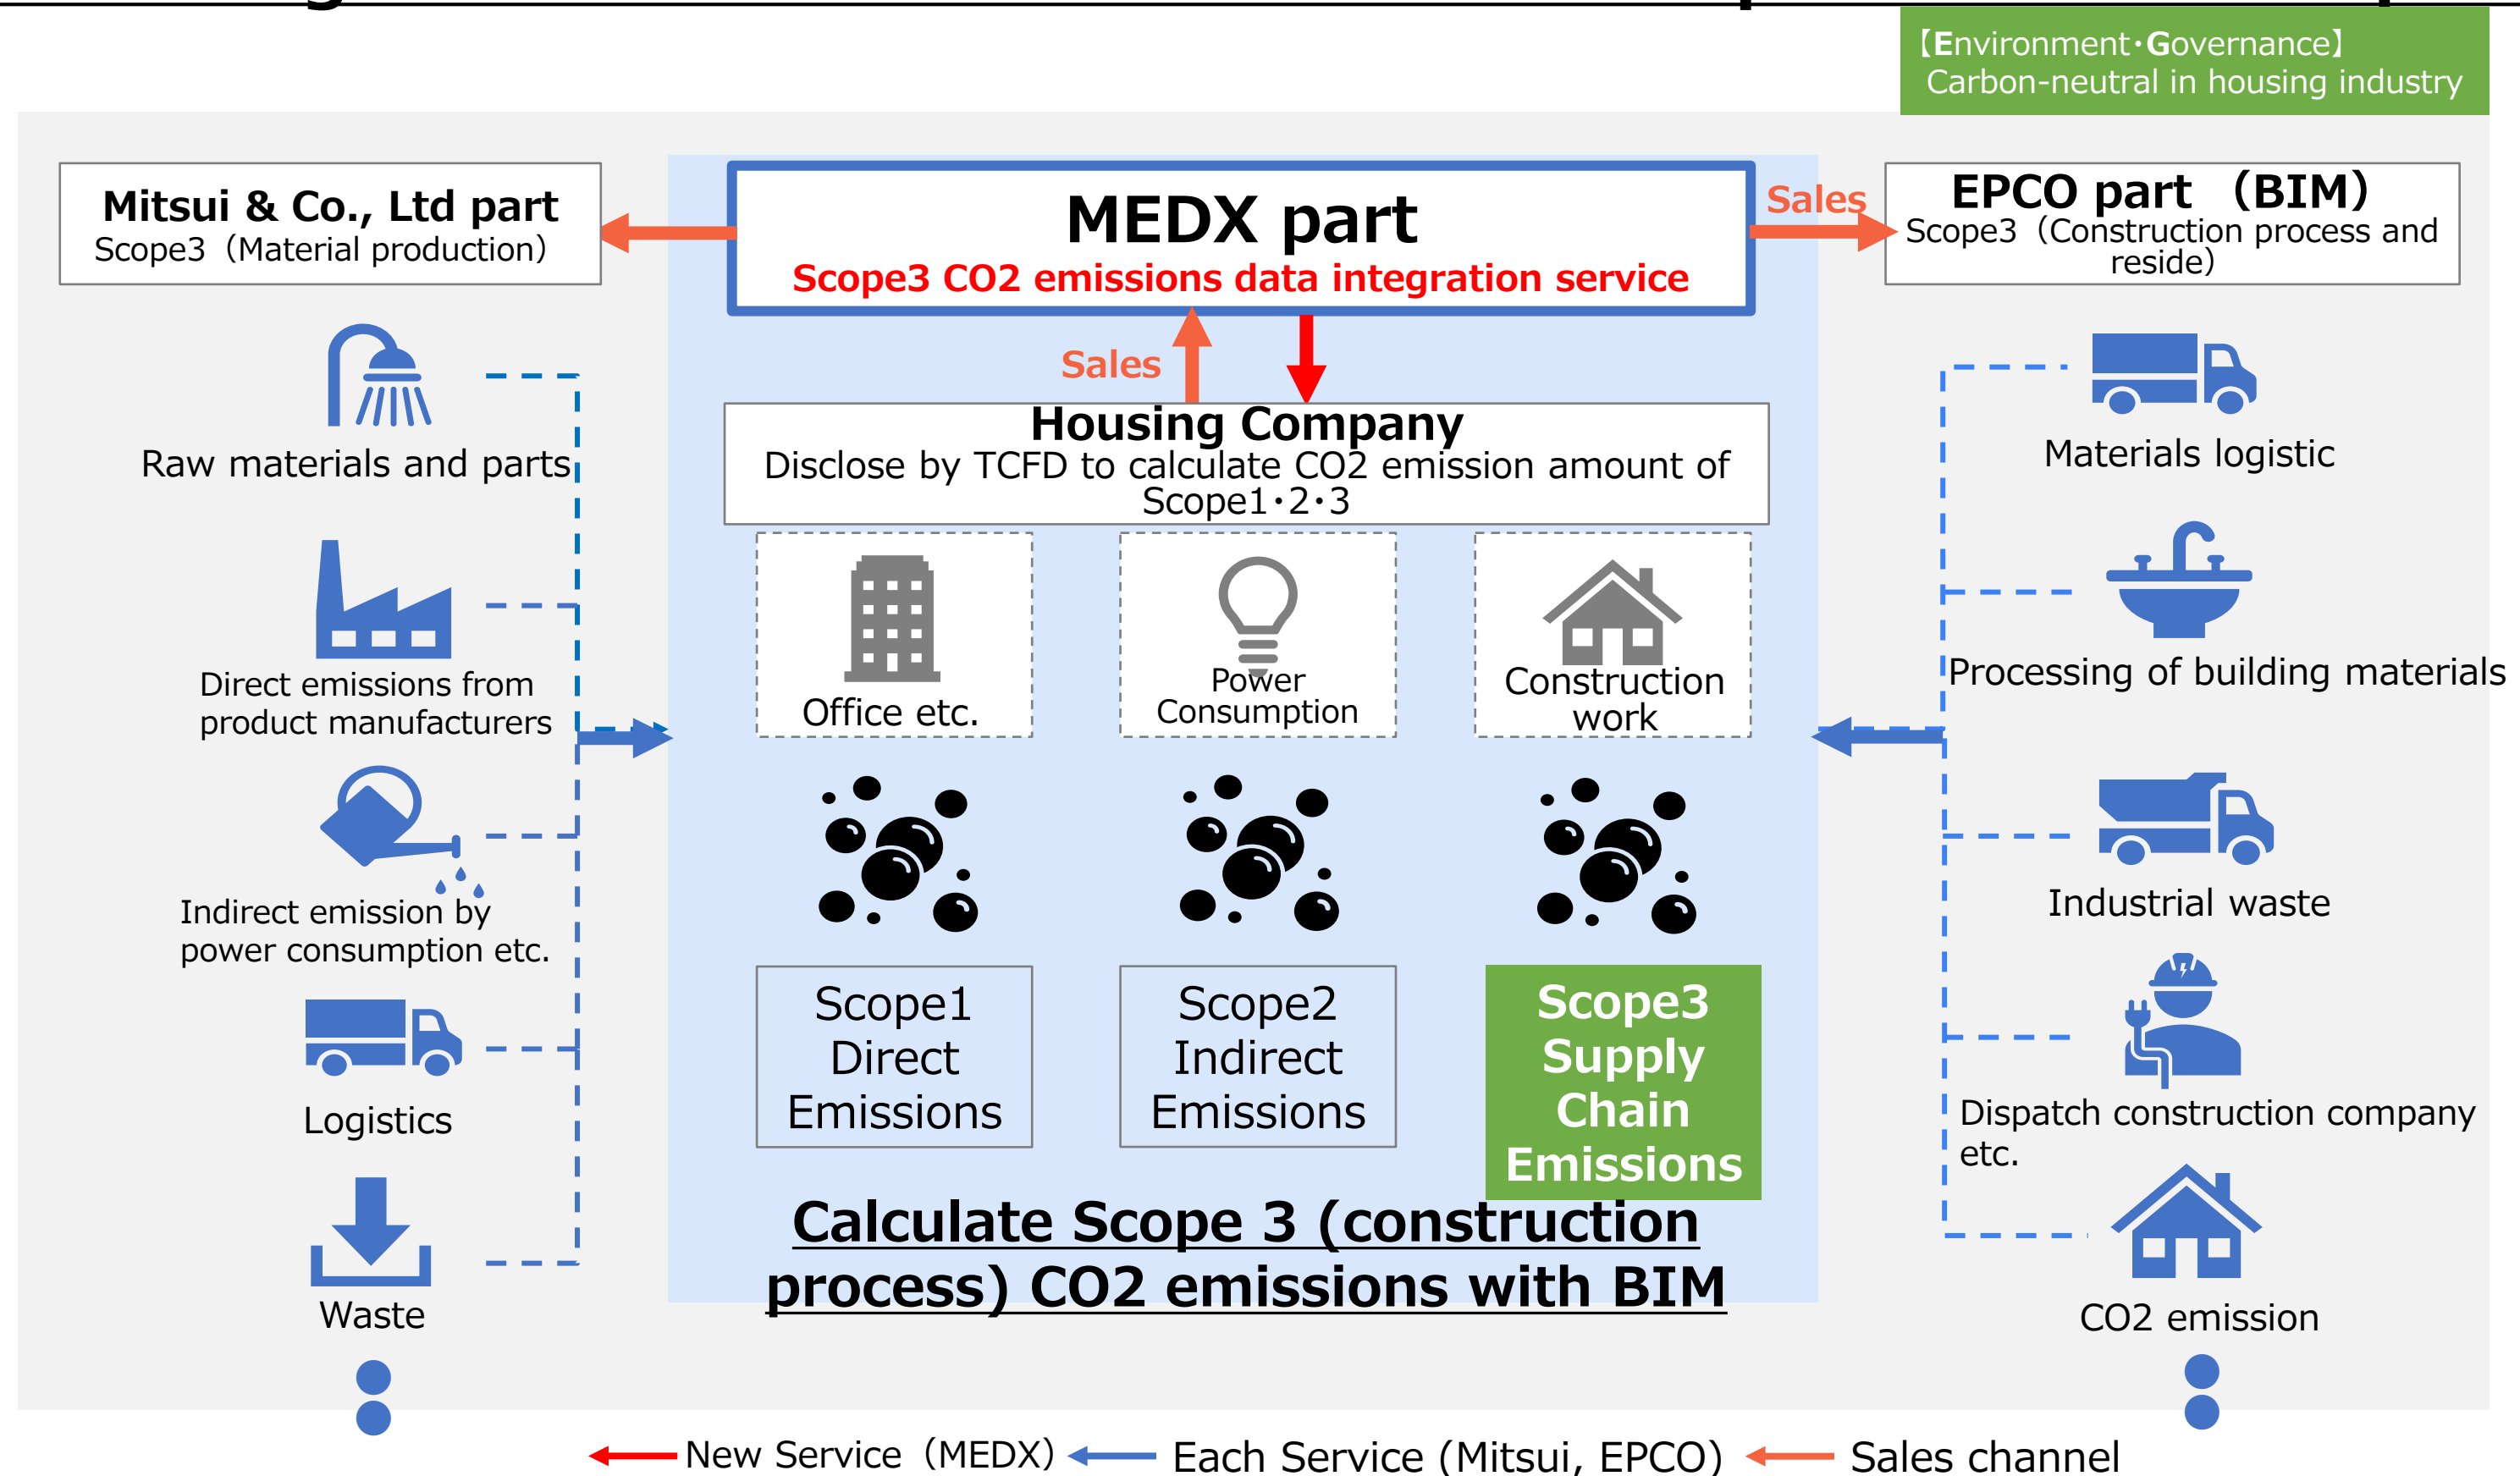 【Environment・Governance】
Carbon-neutral in housing industry
Mitsui & Co., Ltd part
Scope3（Material production）
MEDX part
Scope3 CO2 emissions data integration service
Sales
EPCO part （BIM）
Scope3（Construction process and
reside）
Sales
Housing Company
Disclose by TCFD to calculate CO2 emission amount of
Scope1・2・3
Raw materials and parts
Direct emissions from
product manufacturers
Indirect emission by
power consumption etc.
Logistics
Waste
Office etc.
Power
Consumption
Construction
work
Scope1
Direct
Emissions
Scope2
Indirect
Emissions
Scope3
Supply
Chain
Emissions
Calculate Scope 3 (construction
process) CO2 emissions with BIM
Materials logistic
Processing of building materials
Industrial waste
Dispatch construction company
etc.
CO2 emission
New Service（MEDX）
Each Service (Mitsui, EPCO)
Sales channel